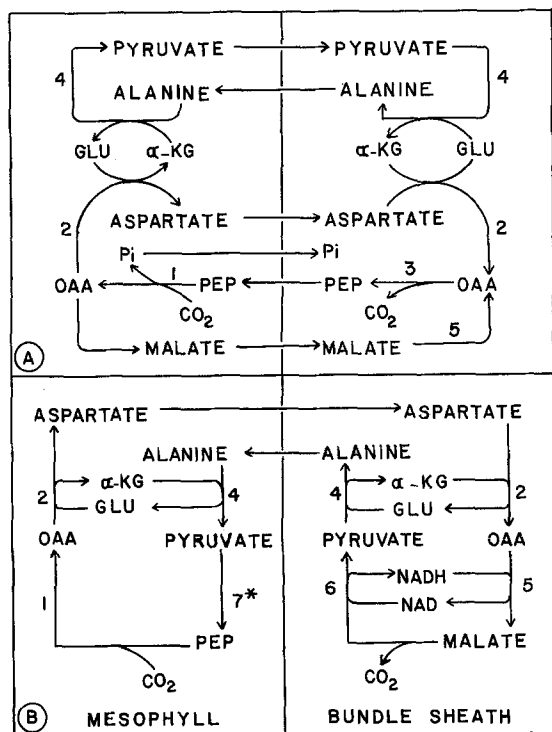 PYRUVATE PYRUVATE
4 4
ALANINE ALANINE
GLU α-KG α-KG GLU
2 ASPARTATE ASPARTATE 2
Pi Pi
OAA 1 PEP PEP 3 OAA
CO2 CO2
MALATE MALATE 5
A
ASPARTATE ASPARTATE
ALANINE ALANINE
2 α-KG 4 4 α-KG 2
GLU GLU
OAA PYRUVATE PYRUVATE OAA
1 7* 6 NADH 5
NAD
PEP MALATE
CO2 CO2
B MESOPHYLL BUNDLE SHEATH